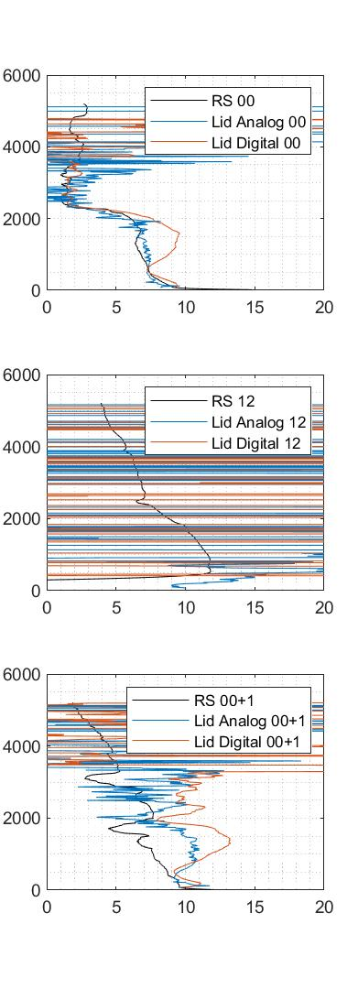 6000
RS 00
Lid Analog 00
Lid Digital 00
4000
2000
0
0 5 10 15 20
6000
RS 12
Lid Analog 12
Lid Digital 12
4000
2000
0
0 5 10 15 20
6000
RS 00+1
Lid Analog 00+1
Lid Digital 00+1
4000
2000
0
0 5 10 15 20